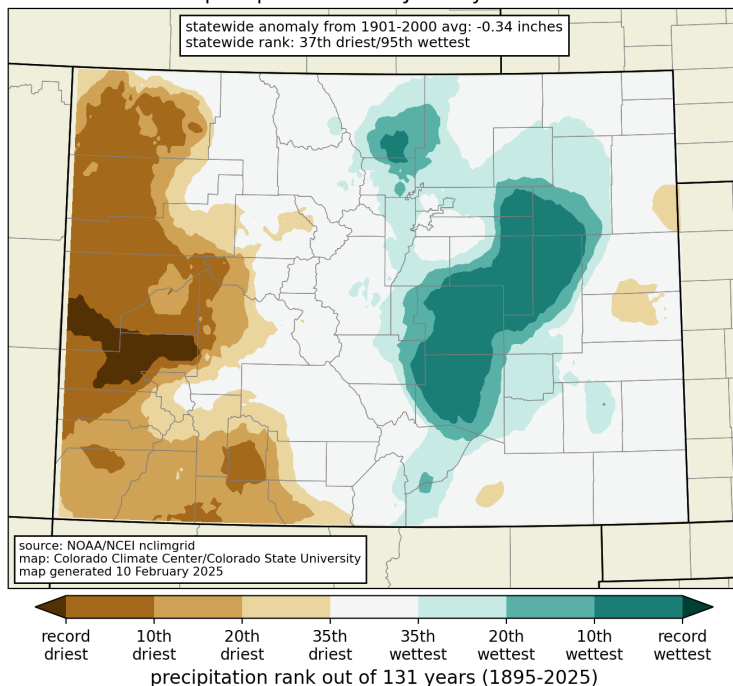 statewide anomaly from 1901-2000 avg: -0.34 inches
statewide rank: 37th driest/95th wettest
source: NOAA/NCEI nclimgrid
map: Colorado Climate Center/Colorado State University
map generated 10 February 2025
record driest
10th driest
20th driest
35th driest
35th wettest
20th wettest
10th wettest
record wettest
precipitation rank out of 131 years (1895-2025)